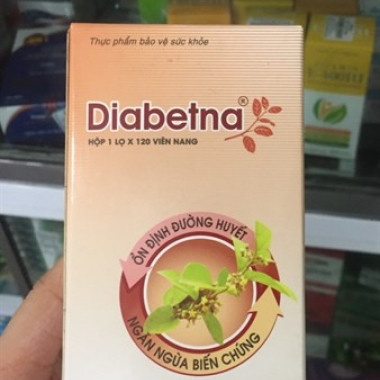 Thực phẩm bảo vệ sức khỏe
Diabetna®
HỘP 1 LỌ X 120 VIÊN NANG
ỔN ĐỊNH ĐƯỜNG HUYẾT
NGĂN NGỪA BIẾN CHỨNG